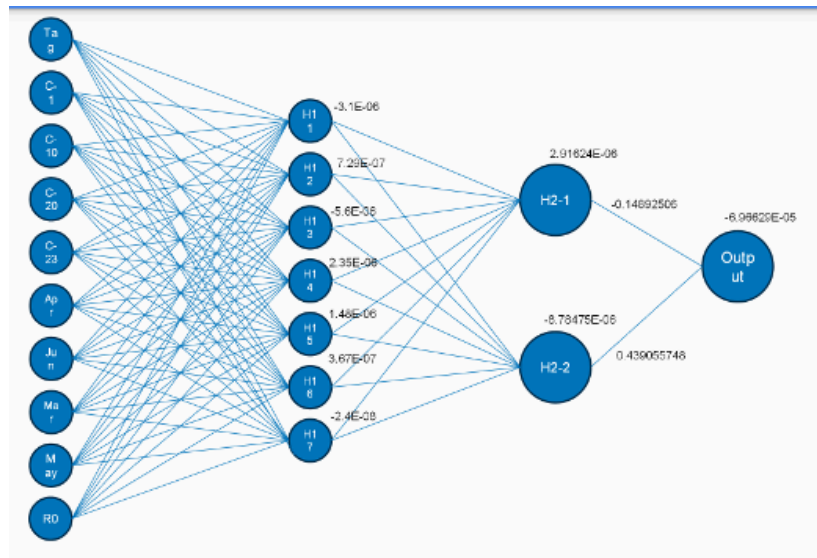 Ta
g
C-
1
C-
10
C-
20
C-
23
Ap
r
Ju
n
Ma
r
M
ay
R0
H1
1
-3.1E-06
H1
2
7.29E-07
H1
3
-5.6E-06
H1
4
2.35E-06
H1
5
1.48E-06
H1
6
3.67E-07
H1
7
-2.4E-08
2.91624E-06
H2-1
-0.14892506
-8.78475E-06
H2-2
0.439055748
-6.96629E-05
Outp
ut